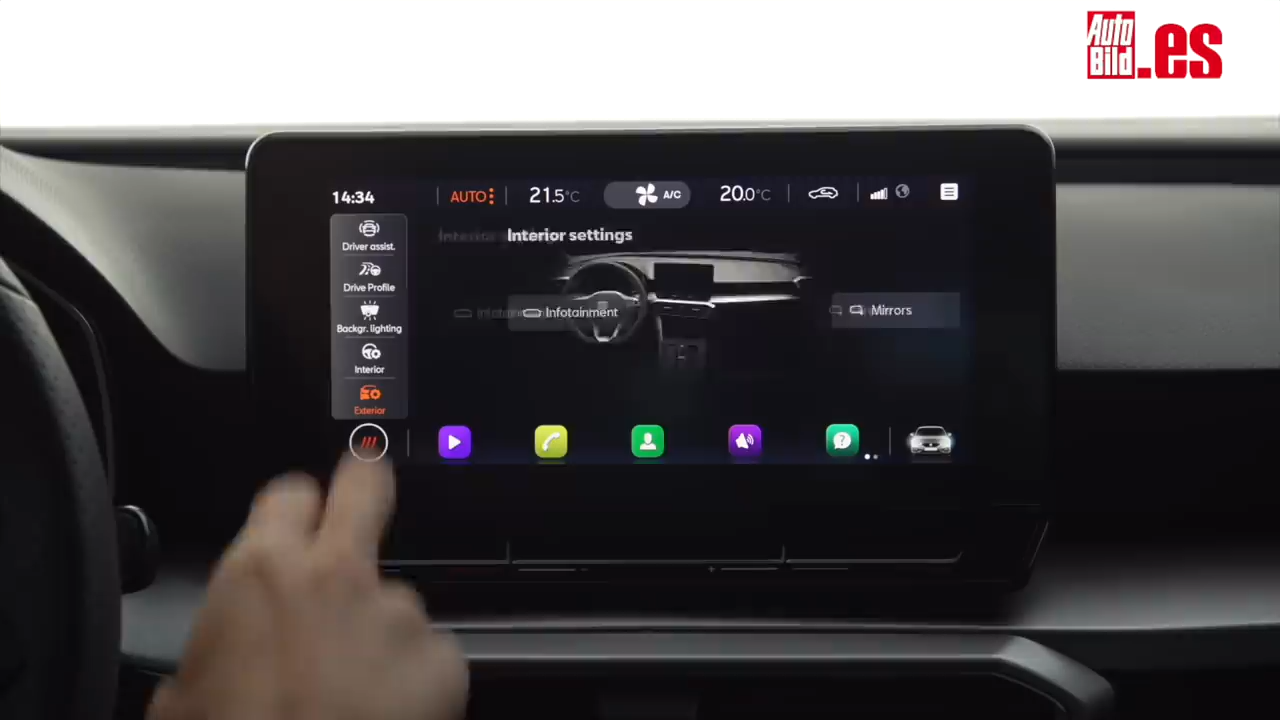 Auto
Bild
.es
14:34
AUTO
21.5°C
A/C
20.0°C
Interior settings
Driver assist.
Drive Profile
Backgr. lighting
Interior
Exterior
Infotainment
Mirrors